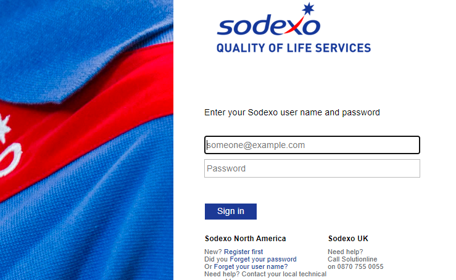 sodexo
QUALITY OF LIFE SERVICES
Enter your Sodexo user name and password
someone@example.com
Password
Sign in
Sodexo North America
New? Register first
Did you Forget your password
Or Forget your user name?
Need help? Contact your local technical
Sodexo UK
Need help?
Call Solutionline
on 0870 755 0055